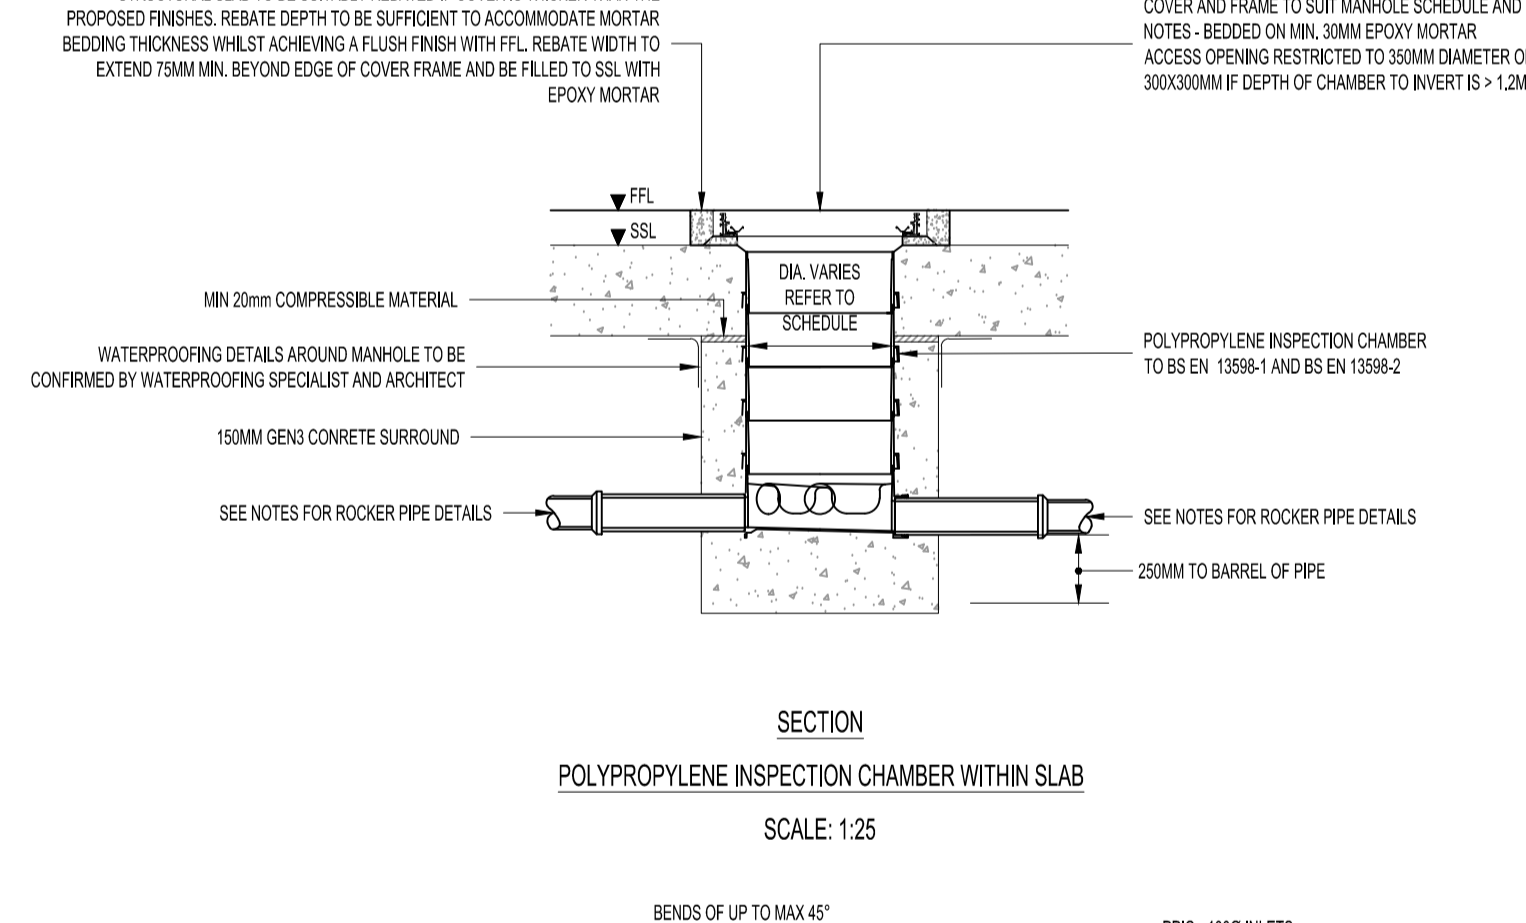 PROPOSED FINISHES. REBATE DEPTH TO BE SUFFICIENT TO ACCOMMODATE MORTAR
BEDDING THICKNESS WHILST ACHIEVING A FLUSH FINISH WITH FFL. REBATE WIDTH TO
EXTEND 75MM MIN. BEYOND EDGE OF COVER FRAME AND BE FILLED TO SSL WITH
EPOXY MORTAR
COVER AND FRAME TO SUIT MANHOLE SCHEDULE AND
NOTES - BEDDED ON MIN. 30MM EPOXY MORTAR
ACCESS OPENING RESTRICTED TO 350MM DIAMETER
300X300MM IF DEPTH OF CHAMBER TO INVERT IS > 1.2M
FFL
SSL
DIA. VARIES
REFER TO
SCHEDULE
MIN 20mm COMPRESSIBLE MATERIAL
WATERPROOFING DETAILS AROUND MANHOLE TO BE
CONFIRMED BY WATERPROOFING SPECIALIST AND ARCHITECT
150MM GEN3 CONRETE SURROUND
SEE NOTES FOR ROCKER PIPE DETAILS
POLYPROPYLENE INSPECTION CHAMBER
TO BS EN 13598-1 AND BS EN 13598-2
SEE NOTES FOR ROCKER PIPE DETAILS
250MM TO BARREL OF PIPE
SECTION
POLYPROPYLENE INSPECTION CHAMBER WITHIN SLAB
SCALE: 1:25
BENDS OF UP TO MAX 45°